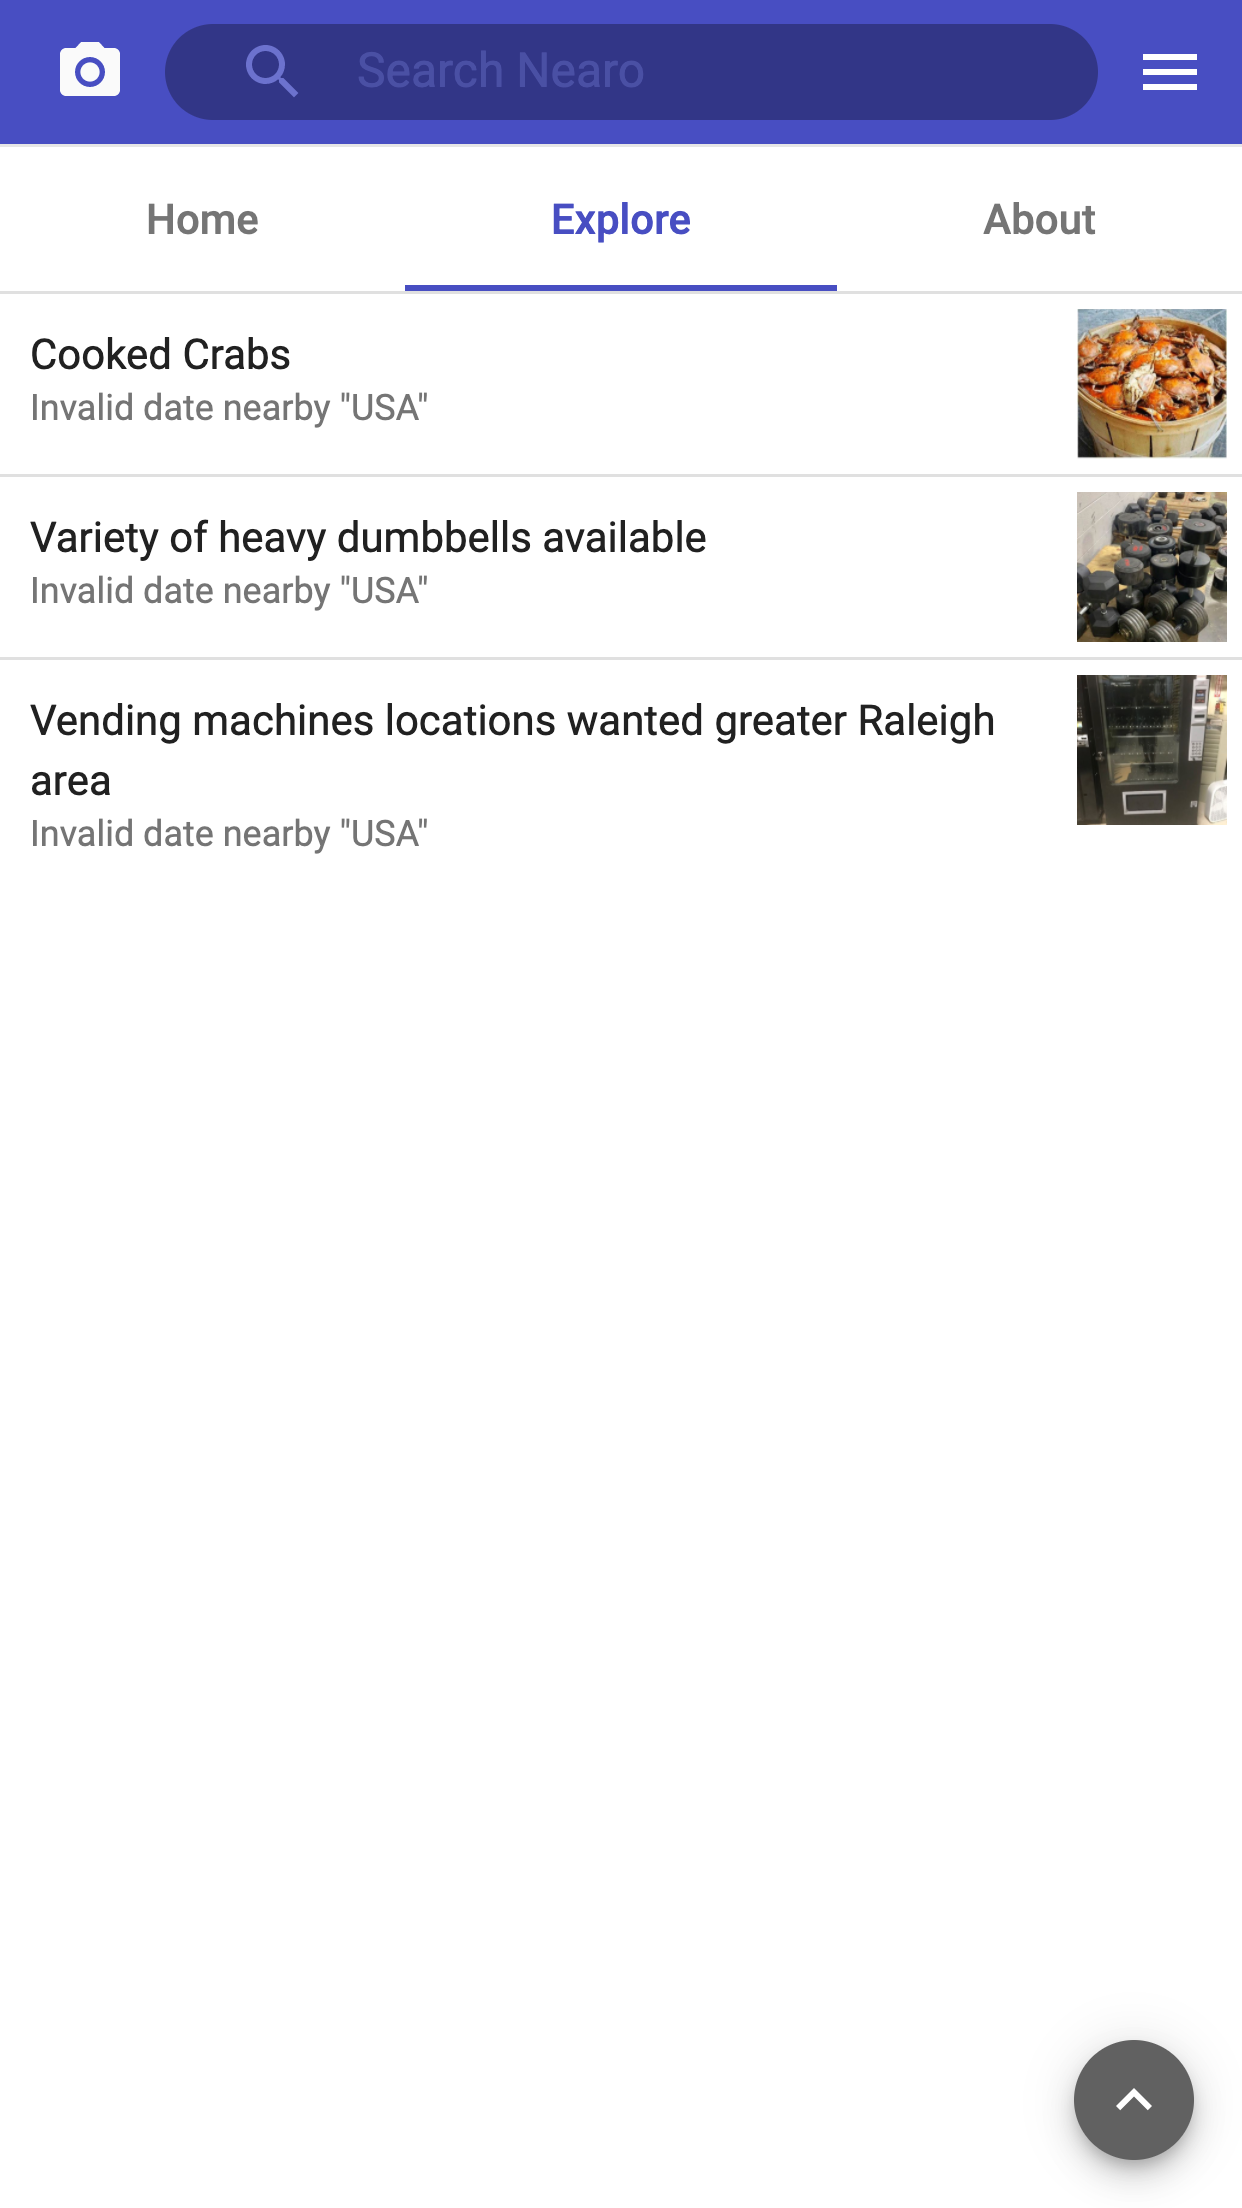 Search Nearo
Home Explore About
Cooked Crabs
Invalid date nearby "USA"
Variety of heavy dumbbells available
Invalid date nearby "USA"
Vending machines locations wanted greater Raleigh
area
Invalid date nearby "USA"